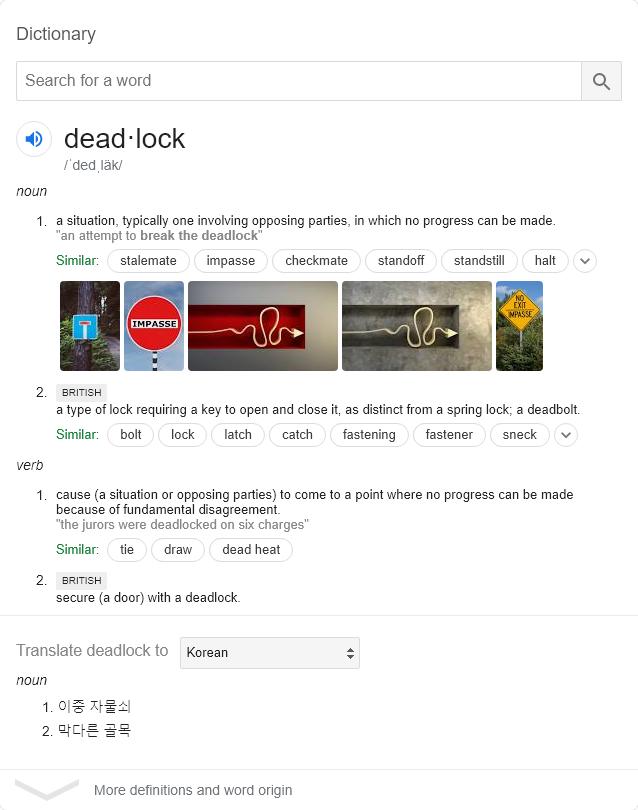 Dictionary
Search for a word
dead·lock
/ˈdedˌläk/
noun
1. a situation, typically one involving opposing parties, in which no progress can be made.
"an attempt to break the deadlock"
Similar: stalemate impasse checkmate standoff standstill halt
IMPASSE
NO
EXIT
IMPASSE
2. BRITISH
a type of lock requiring a key to open and close it, as distinct from a spring lock; a deadbolt.
Similar: bolt lock latch catch fastening fastener sneck
verb
1. cause (a situation or opposing parties) to come to a point where no progress can be made
because of fundamental disagreement.
"the jurors were deadlocked on six charges"
Similar: tie draw dead heat
2. BRITISH
secure (a door) with a deadlock.
Translate deadlock to Korean
noun
1. 이중 자물쇠
2. 막다른 골목
More definitions and word origin